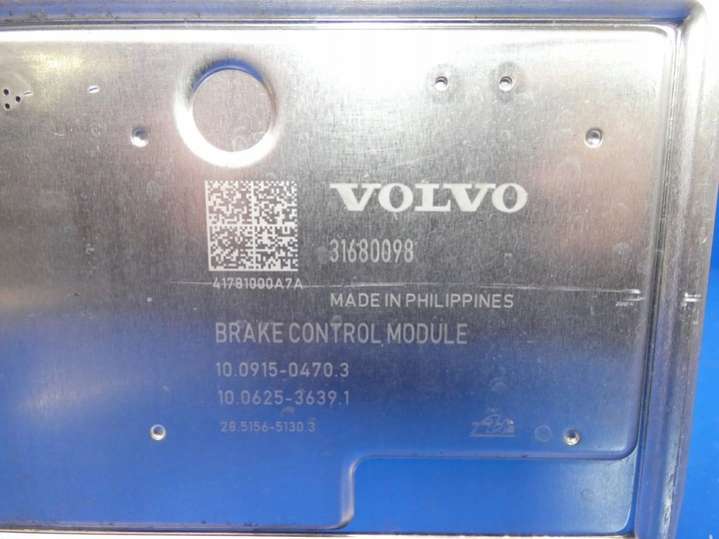 VOLVO
31680098
41781000A7A
MADE IN PHILIPPINES
BRAKE CONTROL MODULE
10.0915-0470.3
10.0625-3639.1
28.5156-5130.3